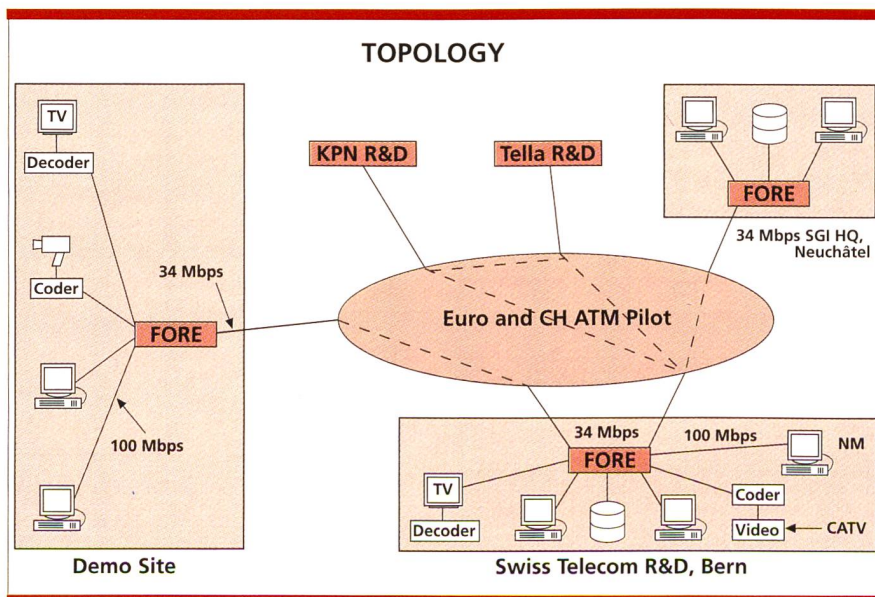 TOPOLOGY
TV
Decoder
Coder
34 Mbps
FORE
100 Mbps
Demo Site
KPN R&D
Tella R&D
Euro and CH ATM Pilot
FORE
34 Mbps SGI HQ,
Neuchâtel
34 Mbps
100 Mbps
FORE
NM
TV
Decoder
Coder
Video
CATV
Swiss Telecom R&D, Bern